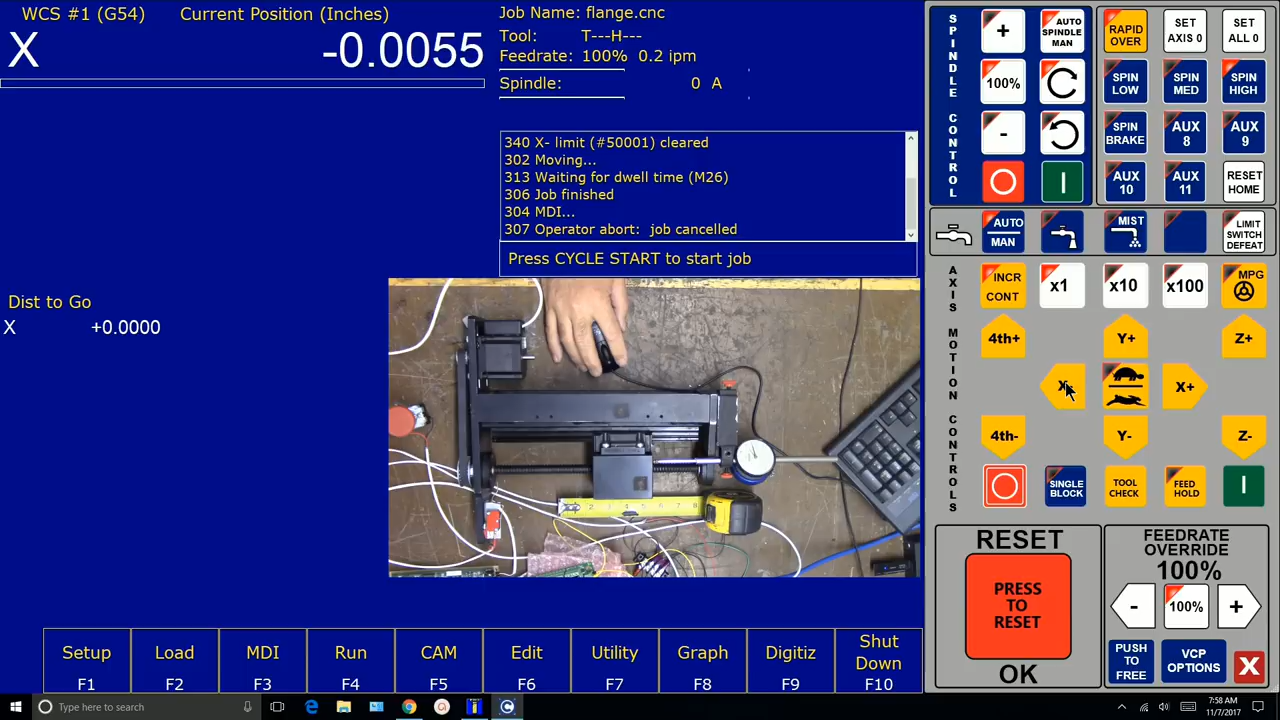 WCS #1 (G54) Current Position (Inches)
X -0.0055
Job Name: flange.cnc
Tool: T---H---
Feedrate: 100% 0.2 ipm
Spindle: 0 A
340 X- limit (#50001) cleared
302 Moving...
313 Waiting for dwell time (M26)
306 Job finished
304 MDI...
307 Operator abort: job cancelled
Press CYCLE START to start job
Dist to Go
X +0.0000
Setup Load MDI Run CAM Edit Utility Graph Digitiz Shut Down
F1 F2 F3 F4 F5 F6 F7 F8 F9 F10
SPINDLE CONTROL
+
AUTO SPINDLE MAN
100%
-
RAPID OVER
SET AXIS 0
SET ALL 0
SPIN LOW
SPIN MED
SPIN HIGH
SPIN BRAKE
AUX 8
AUX 9
AUX 10
AUX 11
RESET HOME
AUTO MAN
MIST
LIMIT SWITCH DEFEAT
AXIS MOTION CONTROLS
INCR CONT
x1
x10
x100
MPG
4th+
Y+
Z+
X+
4th-
Y-
Z-
SINGLE BLOCK
TOOL CHECK
FEED HOLD
RESET
PRESS TO RESET
OK
FEEDRATE OVERRIDE
100%
-
100%
+
PUSH TO FREE
VCP OPTIONS
X
Type here to search
7:58 AM
11/7/2017